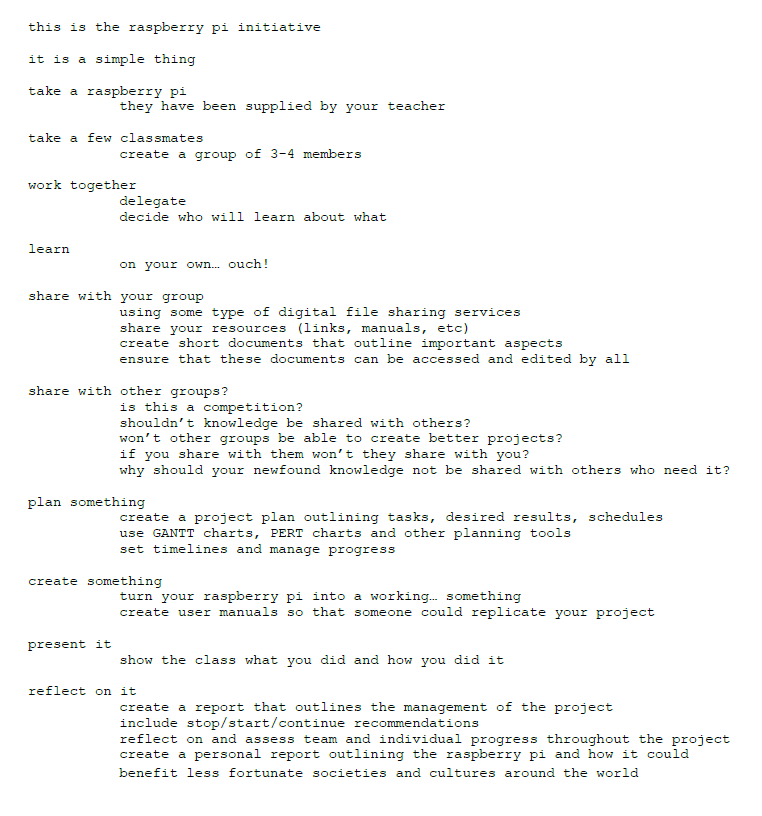 this is the raspberry pi initiative
it is a simple thing
take a raspberry pi
they have been supplied by your teacher
take a few classmates
create a group of 3-4 members
work together
delegate
decide who will learn about what
learn
on your own… ouch!
share with your group
using some type of digital file sharing services
share your resources (links, manuals, etc)
create short documents that outline important aspects
ensure that these documents can be accessed and edited by all
share with other groups?
is this a competition?
shouldn’t knowledge be shared with others?
won’t other groups be able to create better projects?
if you share with them won’t they share with you?
why should your newfound knowledge not be shared with others who need it?
plan something
create a project plan outlining tasks, desired results, schedules
use GANTT charts, PERT charts and other planning tools
set timelines and manage progress
create something
turn your raspberry pi into a working… something
create user manuals so that someone could replicate your project
present it
show the class what you did and how you did it
reflect on it
create a report that outlines the management of the project
include stop/start/continue recommendations
reflect on and assess team and individual progress throughout the project
create a personal report outlining the raspberry pi and how it could
benefit less fortunate societies and cultures around the world